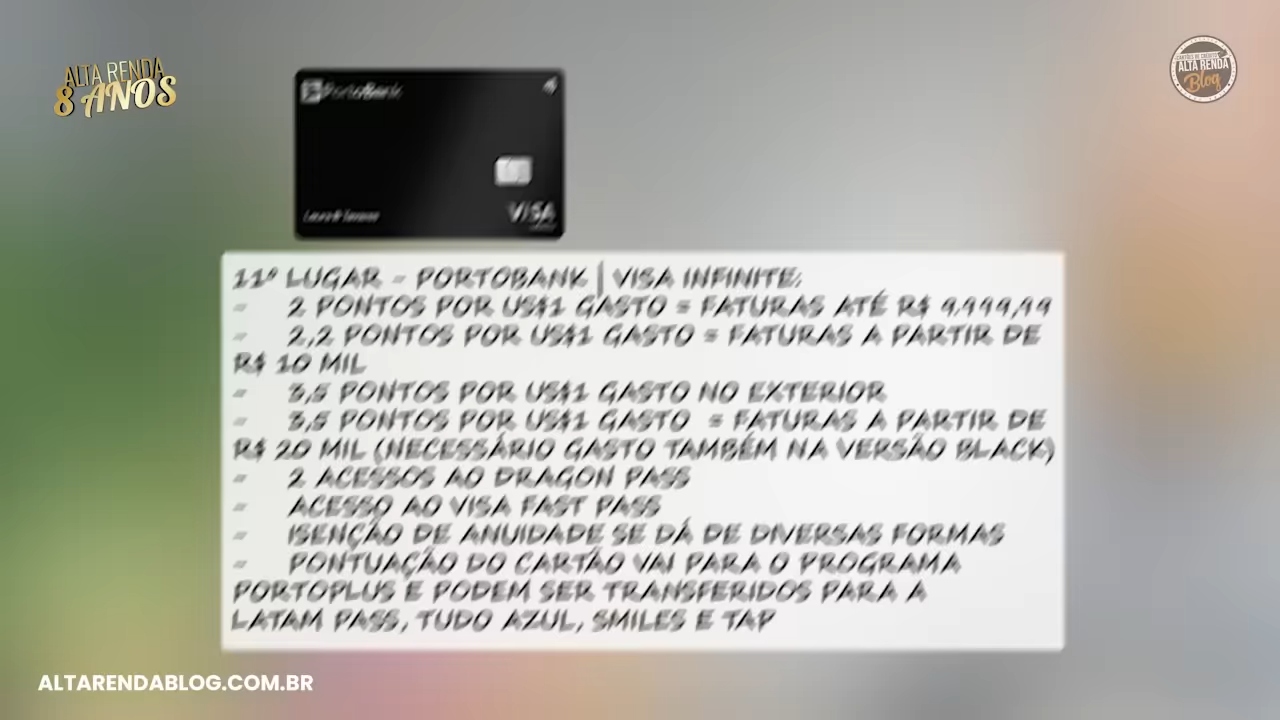 ALTA RENDA
8 ANOS
ALTA RENDA
Blog
PortoBank
VISA
11º LUGAR - PORTOBANK | VISA INFINITE:
- 2 PONTOS POR US$1 GASTO = FATURAS ATÉ R$ 9.999,99
- 2,2 PONTOS POR US$1 GASTO = FATURAS A PARTIR DE
R$ 10 MIL
- 3,5 PONTOS POR US$1 GASTO NO EXTERIOR
- 3,5 PONTOS POR US$1 GASTO = FATURAS A PARTIR DE
R$ 20 MIL (NECESSÁRIO GASTO TAMBÉM NA VERSÃO BLACK)
- 2 ACESSOS AO DRAGON PASS
- ACESSO AO VISA FAST PASS
- ISENÇÃO DE ANUIDADE SE DÁ DE DIVERSAS FORMAS
- PONTUAÇÃO DO CARTÃO VAI PARA O PROGRAMA
PORTOPLUS E PODEM SER TRANSFERIDOS PARA A
LATAM PASS, TUDO AZUL, SMILES E TAP
ALTARENDABLOG.COM.BR